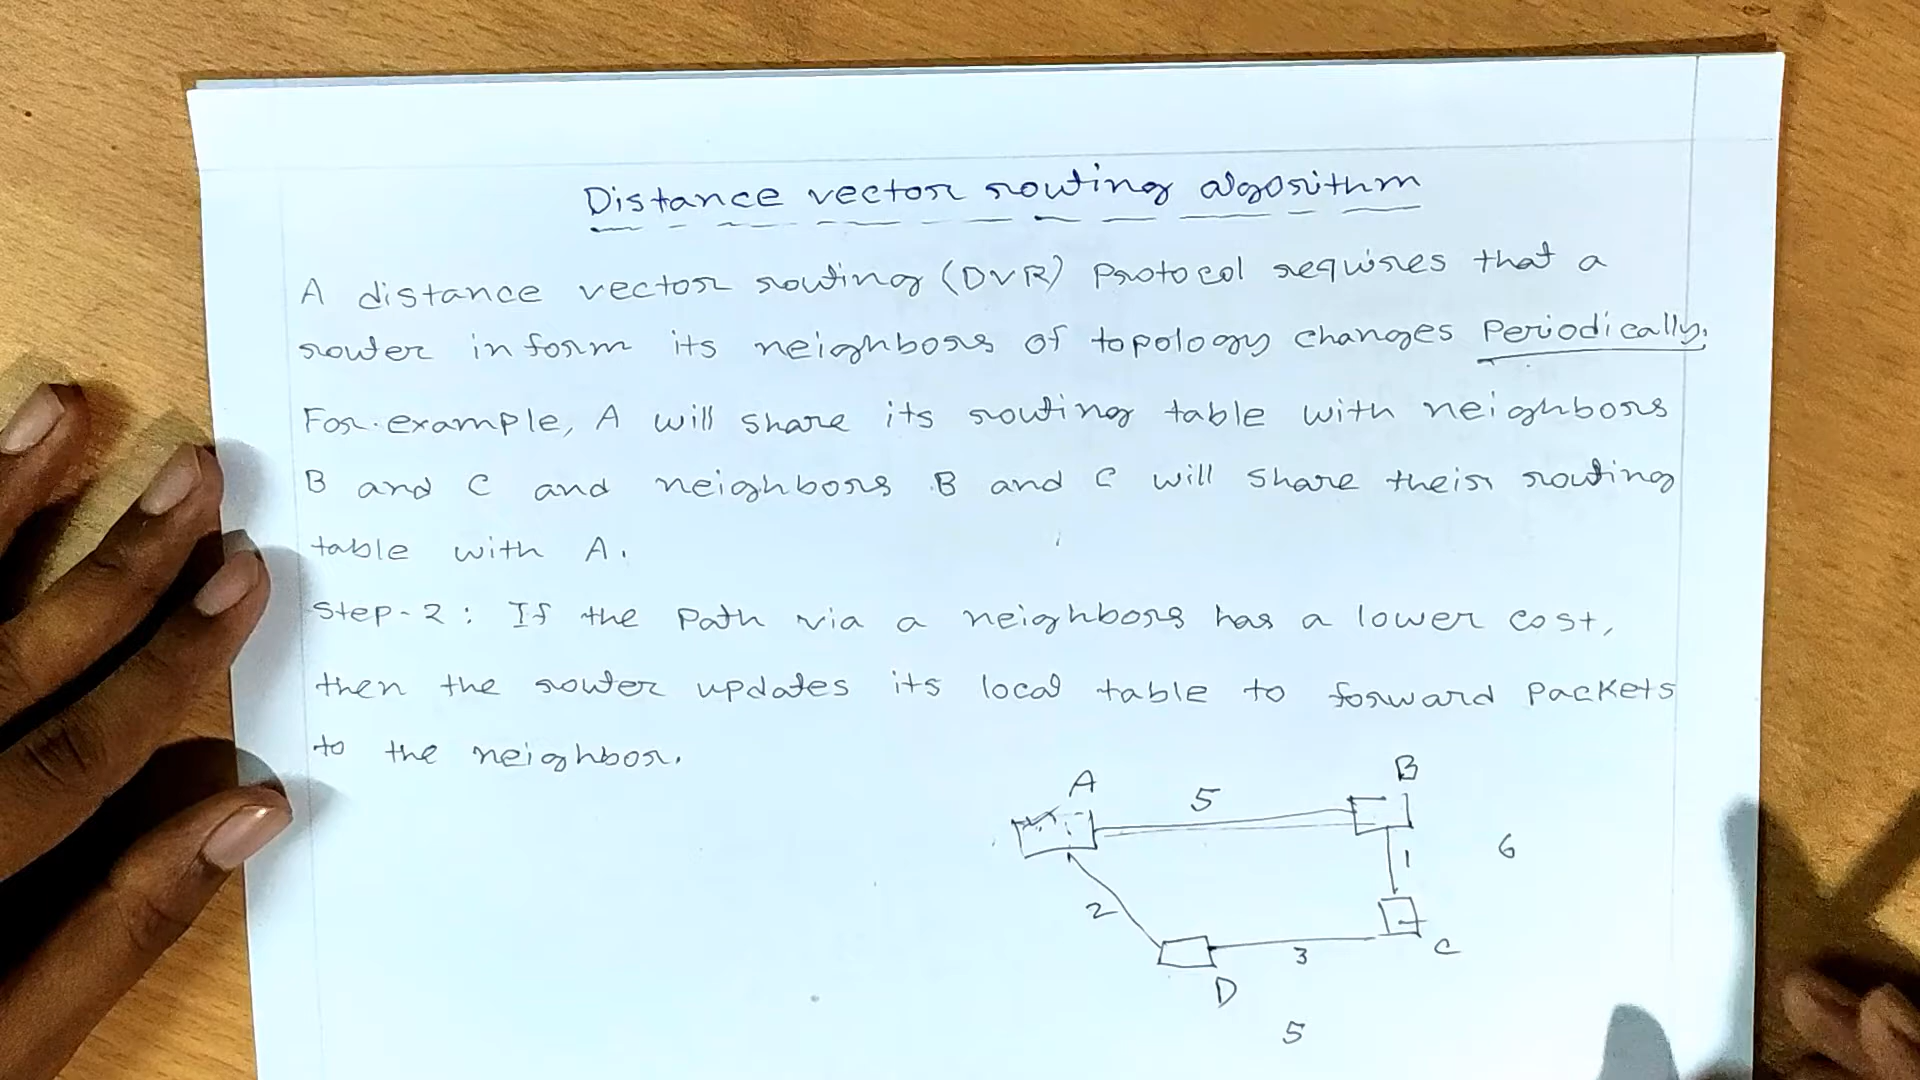 Distance vector routing algorithm
A distance vector routing (DVR) Protocol requires that a
router inform its neighbors of topology changes Periodically.
For example, A will share its routing table with neighbors
B and C and neighbors B and C will share their routing
table with A.
Step-2: If the Path via a neighbors has a lower cost,
then the router updates its local table to forward Packets
to the neighbor.
A
5
B
1
6
2
3
C
D
5